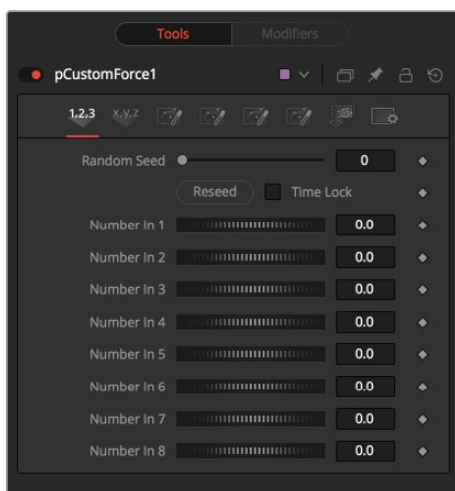 Tools Modifiers
pCustomForce1
1,2,3 X,Y,Z
Random Seed 0
Reseed Time Lock
Number In 1 0.0
Number In 2 0.0
Number In 3 0.0
Number In 4 0.0
Number In 5 0.0
Number In 6 0.0
Number In 7 0.0
Number In 8 0.0